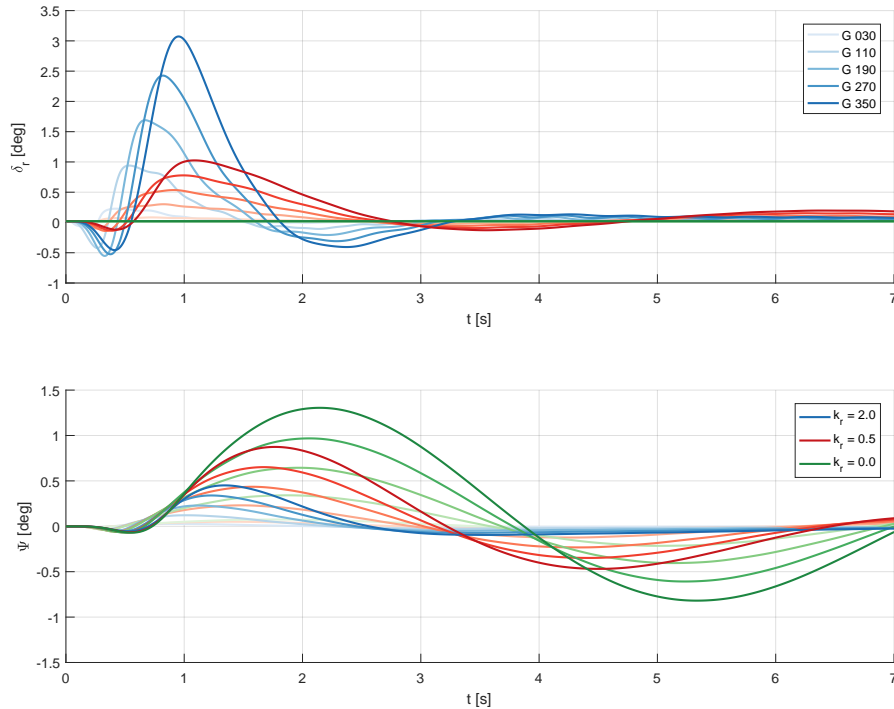 3.5
3
2.5
2
1.5
1
0.5
0
-0.5
-1
δr [deg]
G 030
G 110
G 190
G 270
G 350
0 1 2 3 4 5 6 7
t [s]
1.5
1
0.5
0
-0.5
-1
-1.5
Ψ [deg]
kr = 2.0
kr = 0.5
kr = 0.0
0 1 2 3 4 5 6 7
t [s]